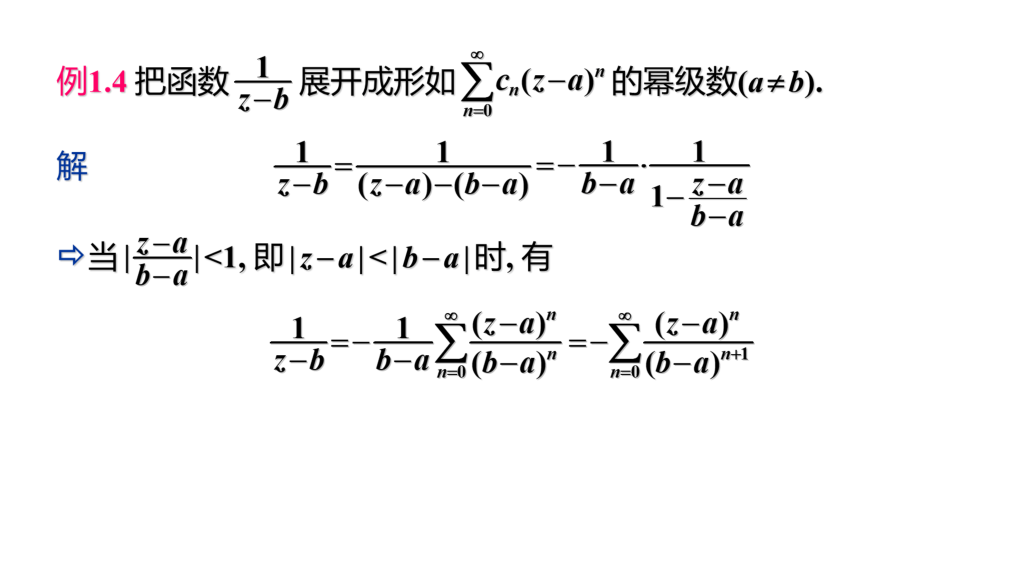 例1.4 把函数 $\frac{1}{z-b}$ 展开成形如 $\sum_{n=0}^{\infty} c_n(z-a)^n$ 的幂级数$(a \neq b)$.
解 $\frac{1}{z-b} = \frac{1}{(z-a)-(b-a)} = -\frac{1}{b-a} \cdot \frac{1}{1-\frac{z-a}{b-a}}$
⇨当$|\frac{z-a}{b-a}|<1$, 即$|z-a|<|b-a|$时, 有
$\frac{1}{z-b} = -\frac{1}{b-a} \sum_{n=0}^{\infty} \frac{(z-a)^n}{(b-a)^n} = -\sum_{n=0}^{\infty} \frac{(z-a)^n}{(b-a)^{n+1}}$